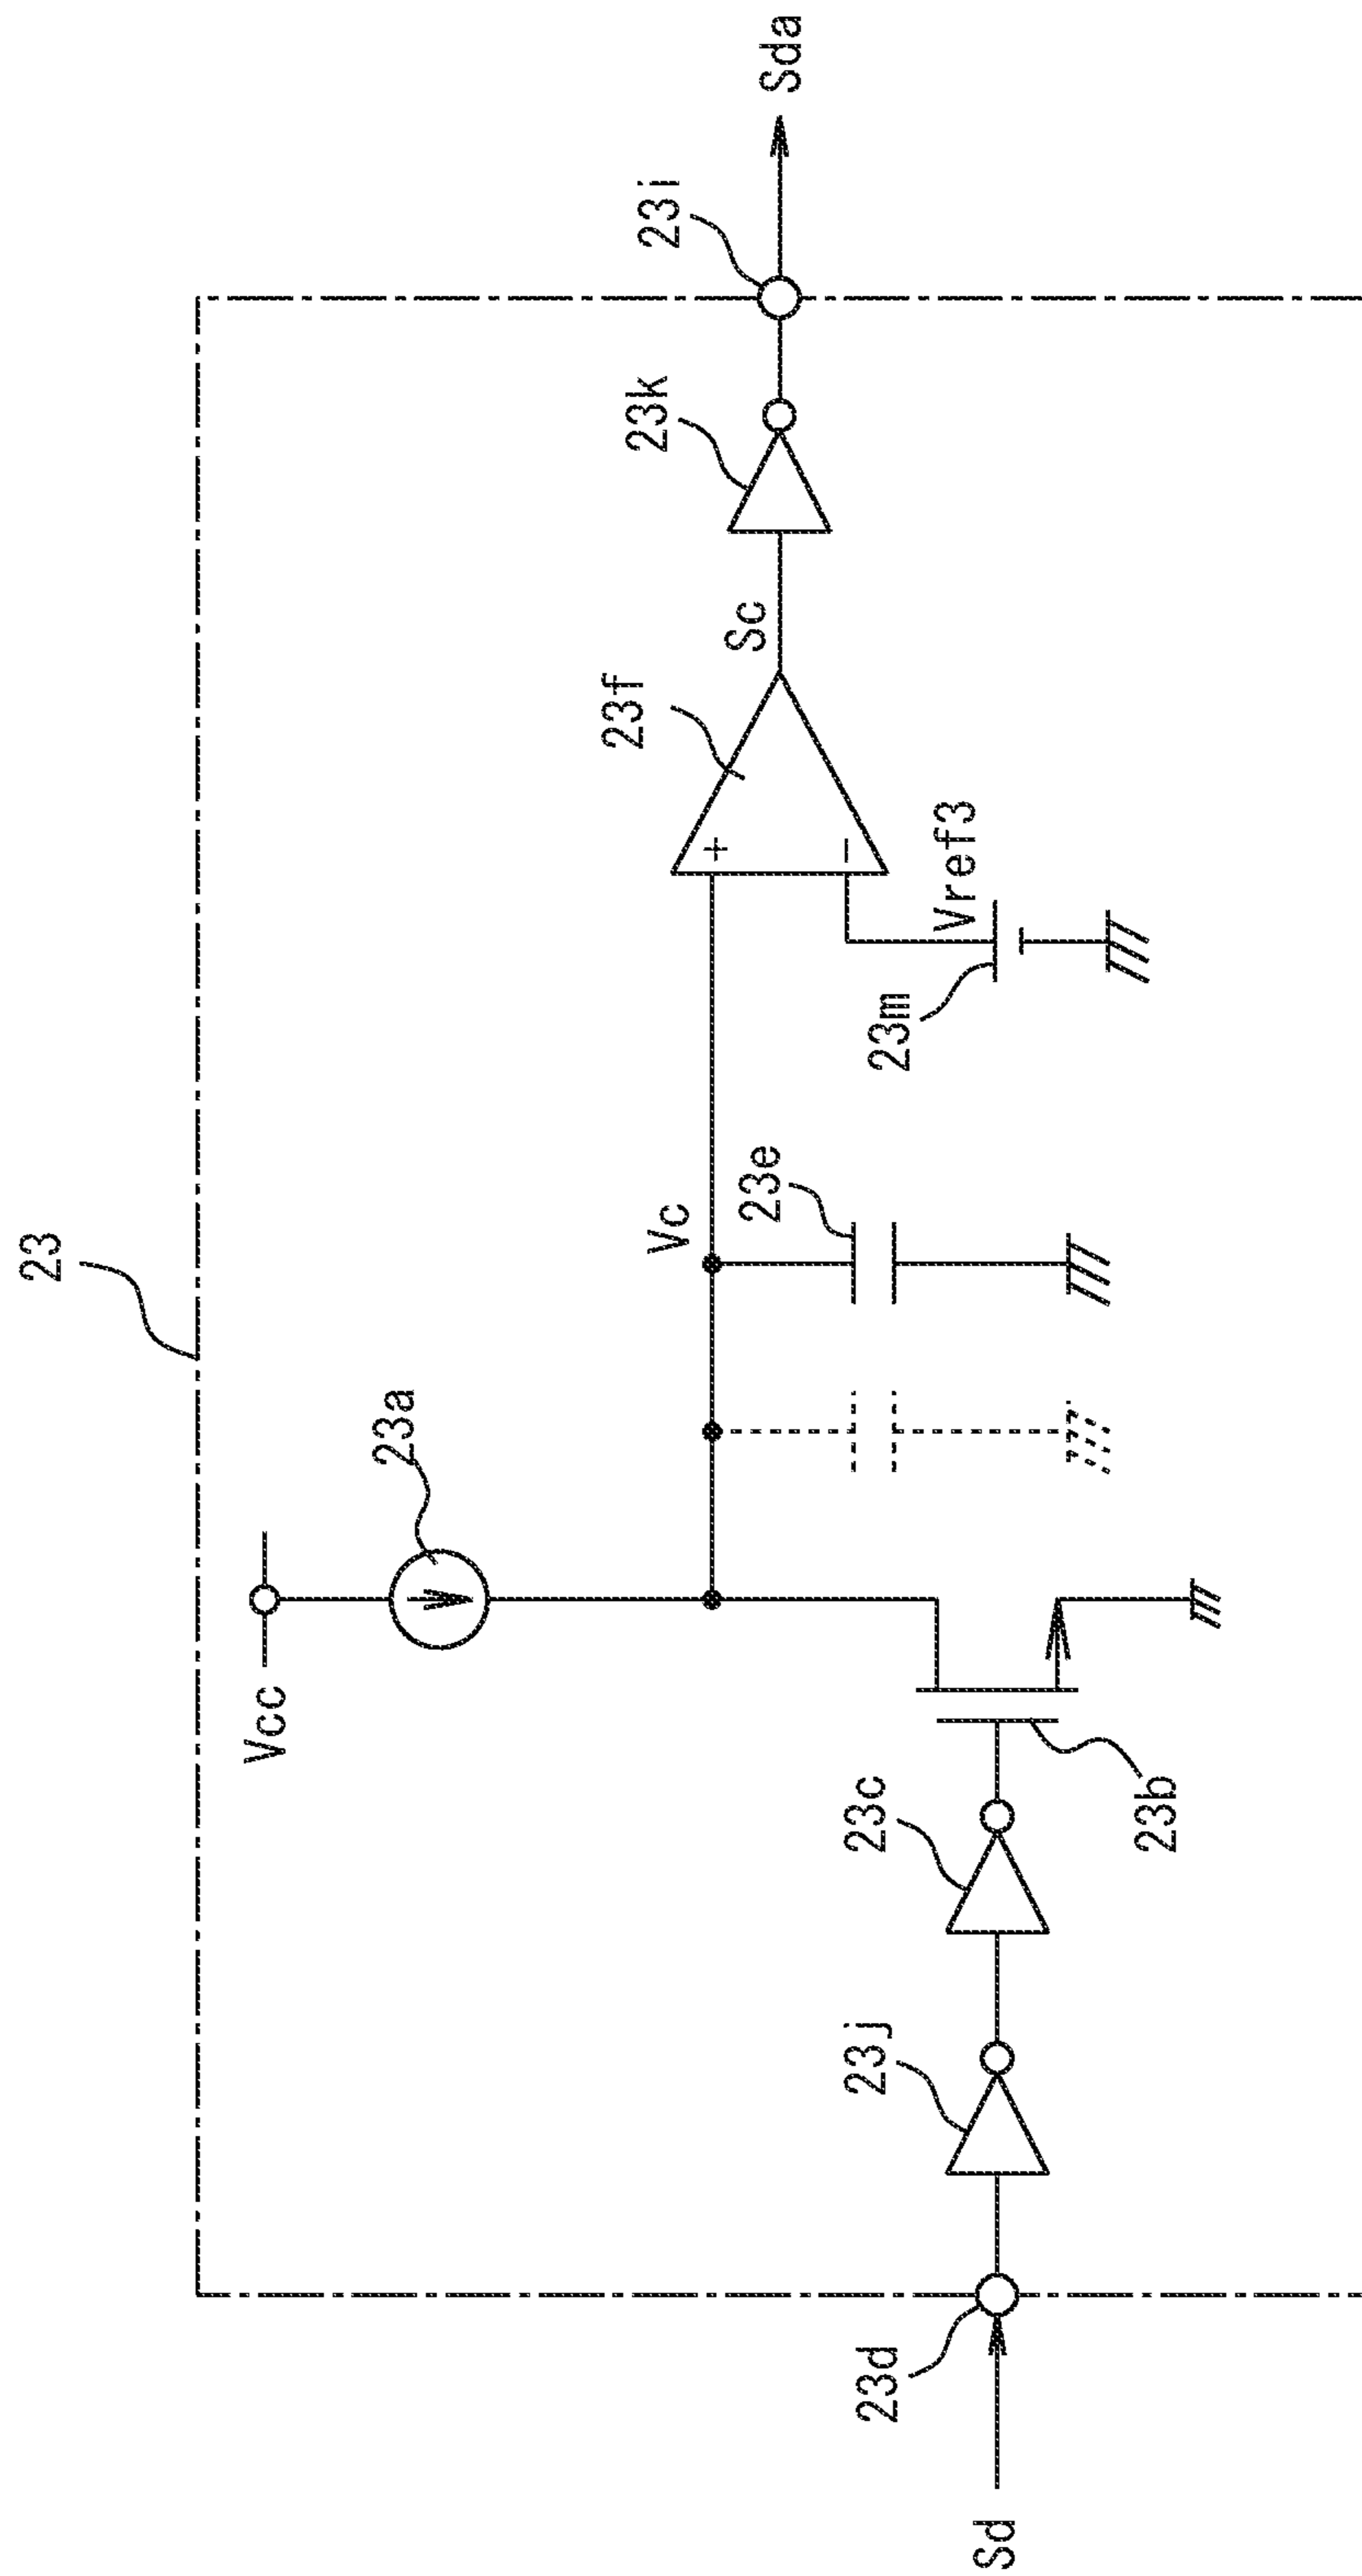 23
Vcc
23a
Vc
23e
23f
Sc
23k
23i
Sda
+
-
Vref3
23m
Sd
23d
23j
23c
23b